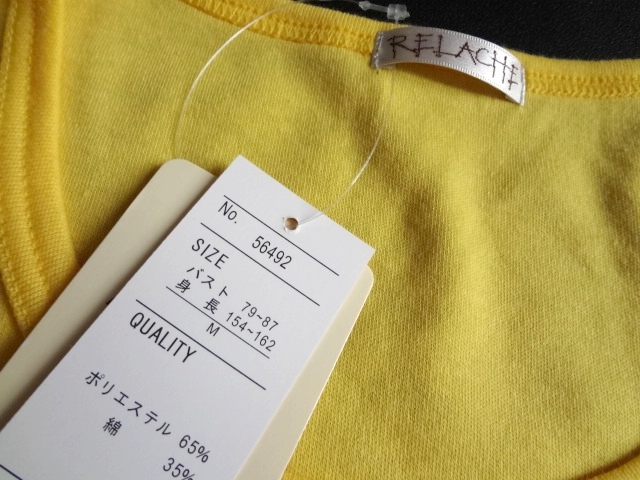 RELACHE
No. 56492
SIZE
バスト 79~87
身 長 154~162
M
QUALITY
ポリエステル 65%
綿 35%